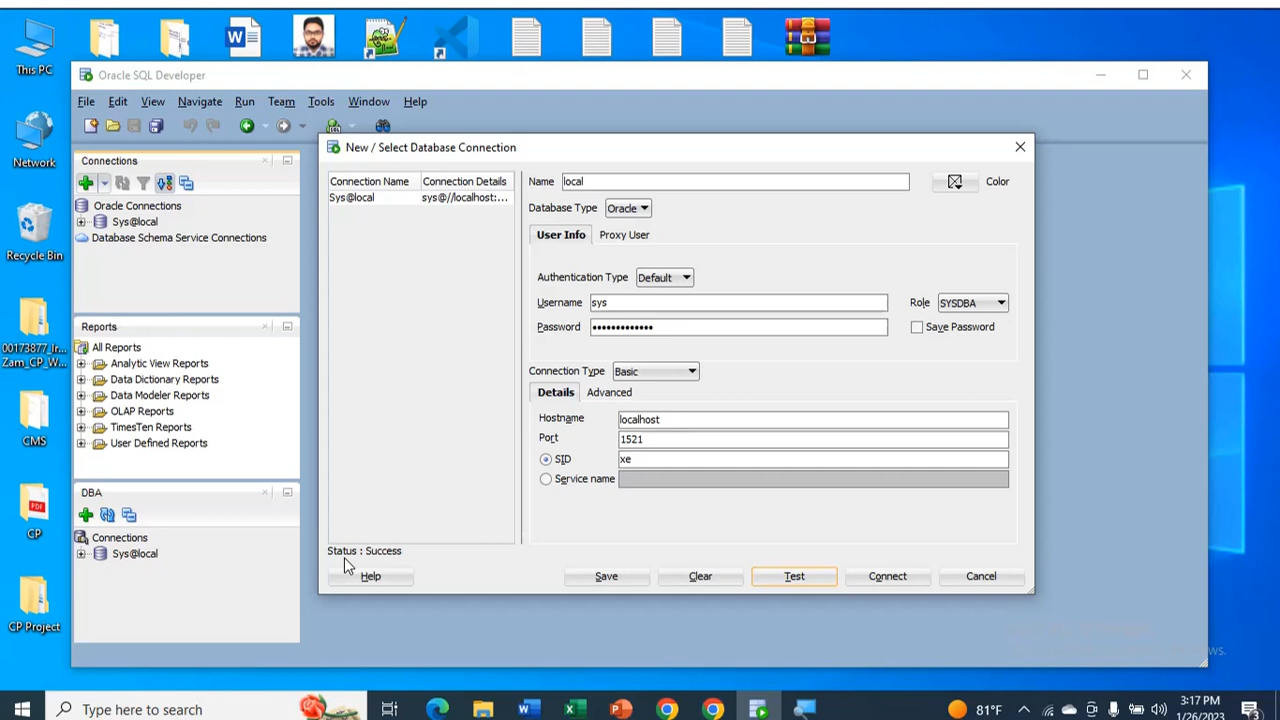 This PC
Network
Recycle Bin
00173877_Ir...
Zam_CP_W...
CMS
CP
CP Project
Oracle SQL Developer
File Edit View Navigate Run Team Tools Window Help
Connections
Oracle Connections
Sys@local
Database Schema Service Connections
Reports
All Reports
Analytic View Reports
Data Dictionary Reports
Data Modeler Reports
OLAP Reports
TimesTen Reports
User Defined Reports
DBA
Connections
Sys@local
New / Select Database Connection
Connection Name Connection Details
Sys@local sys@//localhost:...
Name local Color
Database Type Oracle
User Info Proxy User
Authentication Type Default
Username sys Role SYSDBA
Password ••••••••••••• Save Password
Connection Type Basic
Details Advanced
Hostname localhost
Port 1521
SID xe
Service name
Status : Success
Help Save Clear Test Connect Cancel
Type here to search
81°F
3:17 PM
1/26/2023
3